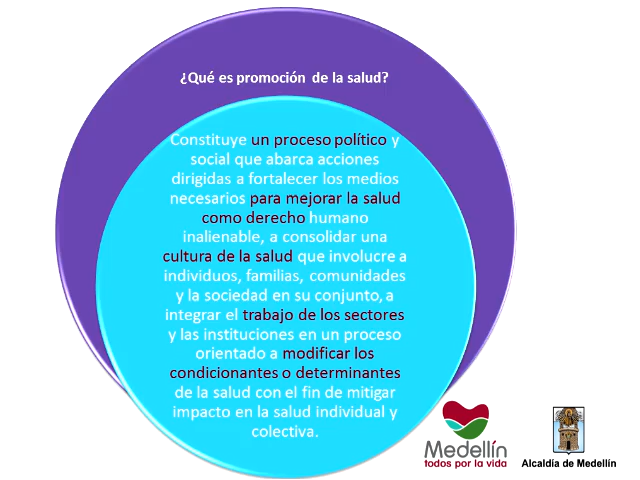 ¿Qué es promoción de la salud?
Constituye un proceso político y
social que abarca acciones
dirigidas a fortalecer los medios
necesarios para mejorar la salud
como derecho humano
inalienable, a consolidar una
cultura de la salud que involucre a
individuos, familias, comunidades
y la sociedad en su conjunto, a
integrar el trabajo de los sectores
y las instituciones en un proceso
orientado a modificar los
condicionantes o determinantes
de la salud con el fin de mitigar
impacto en la salud individual y
colectiva.
Medellín
todos por la vida
Alcaldía de Medellín